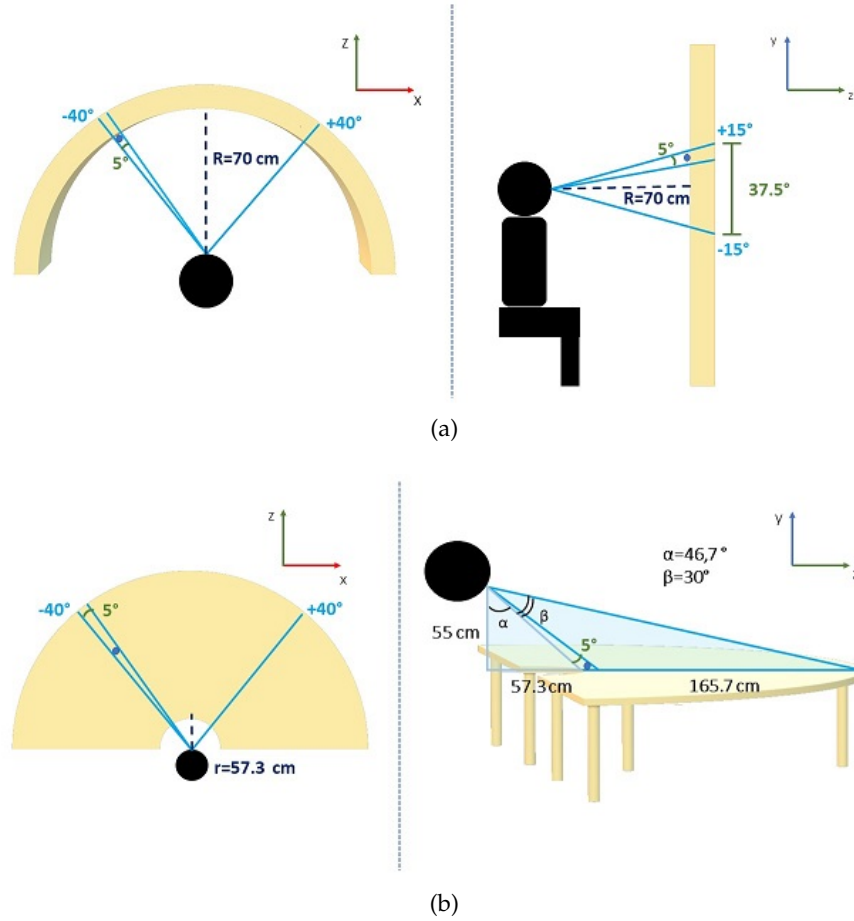 Z
X
-40°
+40°
5°
R=70 cm
y
z
+15°
5°
R=70 cm
37.5°
-15°
(a)
Z
X
-40°
5°
+40°
r=57.3 cm
y
α=46,7°
β=30°
α
β
55 cm
5°
57.3cm
165.7cm
(b)